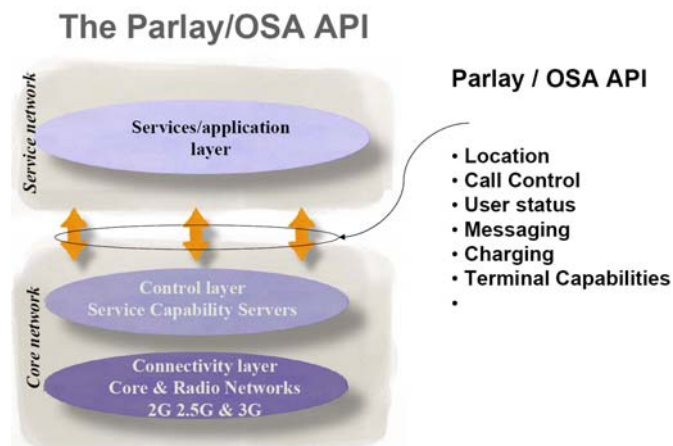 The Parlay/OSA API
Service network
Services/application
layer
Parlay / OSA API
• Location
• Call Control
• User status
• Messaging
• Charging
• Terminal Capabilities
•
Core network
Control layer
Service Capability Servers
Connectivity layer
Core & Radio Networks
2G 2.5G & 3G